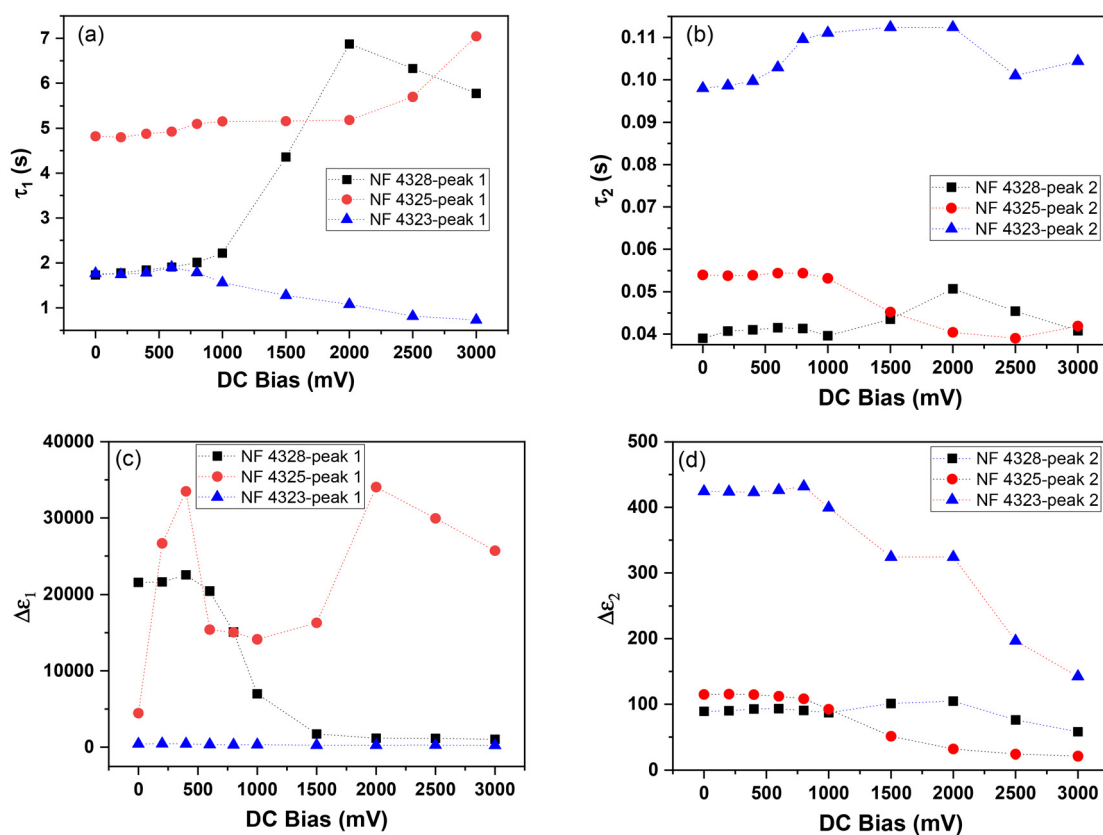 (a)
7
6
5
4
3
2
1
τ1 (s)
NF 4328-peak 1
NF 4325-peak 1
NF 4323-peak 1
0 500 1000 1500 2000 2500 3000
DC Bias (mV)
(b)
0.11
0.10
0.09
0.08
0.07
0.06
0.05
0.04
τ2 (s)
NF 4328-peak 2
NF 4325-peak 2
NF 4323-peak 2
0 500 1000 1500 2000 2500 3000
DC Bias (mV)
(c)
40000
30000
20000
10000
0
Δε1
NF 4328-peak 1
NF 4325-peak 1
NF 4323-peak 1
0 500 1000 1500 2000 2500 3000
DC Bias (mV)
(d)
500
400
300
200
100
0
Δε2
NF 4328-peak 2
NF 4325-peak 2
NF 4323-peak 2
0 500 1000 1500 2000 2500 3000
DC Bias (mV)